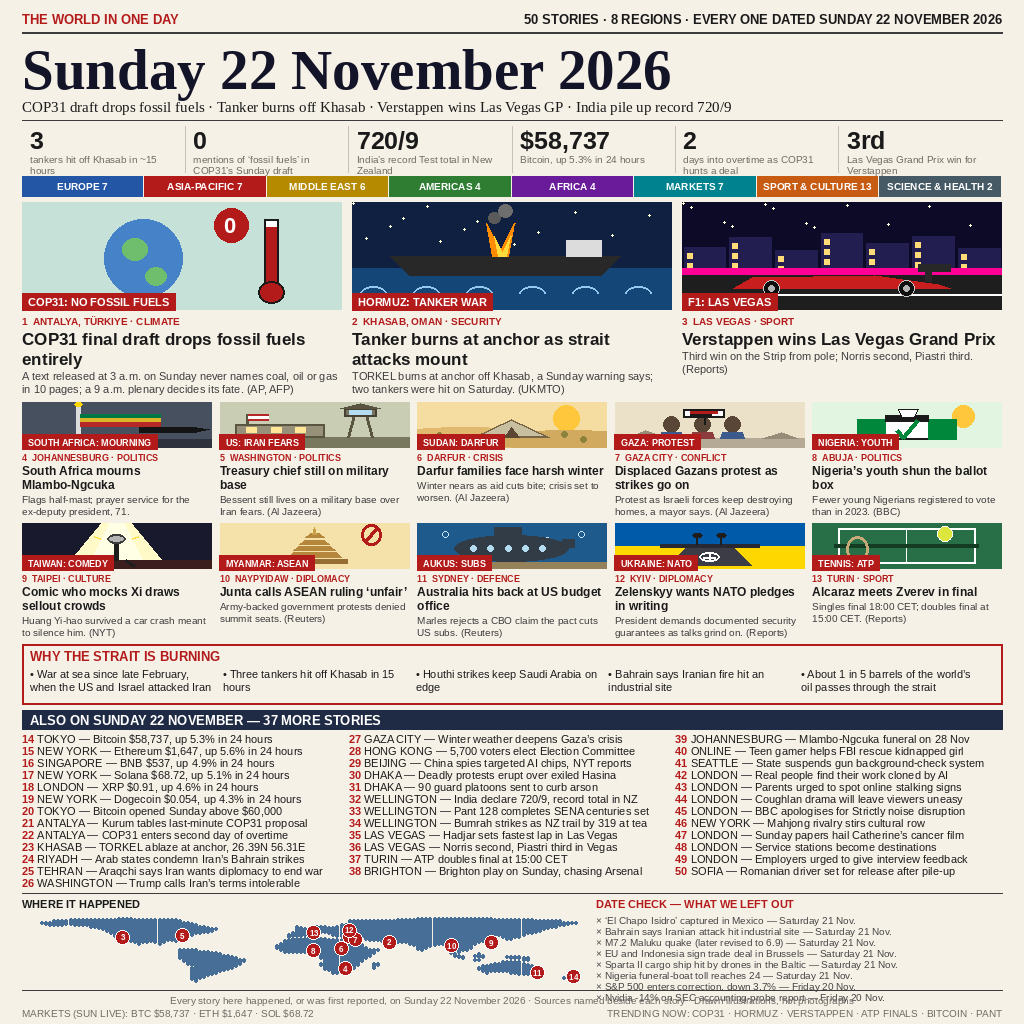 THE WORLD IN ONE DAY
50 STORIES · 8 REGIONS · EVERY ONE DATED SUNDAY 22 NOVEMBER 2026
Sunday 22 November 2026
COP31 draft drops fossil fuels · Tanker burns off Khasab · Verstappen wins Las Vegas GP · India pile up record 720/9
3
tankers hit off Khasab in ~15
hours
0
mentions of 'fossil fuels' in
COP31's Sunday draft
720/9
India's record Test total in New
Zealand
$58,737
Bitcoin, up 5.3% in 24 hours
2
days into overtime as COP31
hunts a deal
3rd
Las Vegas Grand Prix win for
Verstappen
EUROPE 7
ASIA-PACIFIC 7
MIDDLE EAST 6
AMERICAS 4
AFRICA 4
MARKETS 7
SPORT & CULTURE 13
SCIENCE & HEALTH 2
0
COP31: NO FOSSIL FUELS
1 ANTALYA, TÜRKIYE · CLIMATE
COP31 final draft drops fossil fuels
entirely
A text released at 3 a.m. on Sunday never names coal, oil or gas
in 10 pages; a 9 a.m. plenary decides its fate. (AP, AFP)
HORMUZ: TANKER WAR
2 KHASAB, OMAN · SECURITY
Tanker burns at anchor as strait
attacks mount
TORKEL burns at anchor off Khasab, a Sunday warning says;
two tankers were hit on Saturday. (UKMTO)
F1: LAS VEGAS
3 LAS VEGAS · SPORT
Verstappen wins Las Vegas Grand Prix
Third win on the Strip from pole; Norris second, Piastri third.
(Reports)
SOUTH AFRICA: MOURNING
4 JOHANNESBURG · POLITICS
South Africa mourns
Mlambo-Ngcuka
Flags half-mast; prayer service for the
ex-deputy president, 71.
US: IRAN FEARS
5 WASHINGTON · POLITICS
Treasury chief still on military
base
Bessent still lives on a military base over
Iran fears. (Al Jazeera)
SUDAN: DARFUR
6 DARFUR · CRISIS
Darfur families face harsh winter
Winter nears as aid cuts bite; crisis set to
worsen. (Al Jazeera)
GAZA: PROTEST
7 GAZA CITY · CONFLICT
Displaced Gazans protest as
strikes go on
Protest as Israeli forces keep destroying
homes, a mayor says. (Al Jazeera)
NIGERIA: YOUTH
8 ABUJA · POLITICS
Nigeria's youth shun the ballot
box
Fewer young Nigerians registered to vote
than in 2023. (BBC)
TAIWAN: COMEDY
9 TAIPEI · CULTURE
Comic who mocks Xi draws
sellout crowds
Huang Yi-hao survived a car crash meant
to silence him. (NYT)
MYANMAR: ASEAN
10 NAYPYIDAW · DIPLOMACY
Junta calls ASEAN ruling 'unfair'
Army-backed government protests denied
summit seats. (Reuters)
AUKUS: SUBS
11 SYDNEY · DEFENCE
Australia hits back at US budget
office
Marles rejects a CBO claim the pact cuts
US subs. (Reuters)
UKRAINE: NATO
12 KYIV · DIPLOMACY
Zelenskyy wants NATO pledges
in writing
President demands documented security
guarantees as talks grind on. (Reports)
TENNIS: ATP
13 TURIN · SPORT
Alcaraz meets Zverev in final
Singles final 18:00 CET; doubles final at
15:00 CET. (Reports)
WHY THE STRAIT IS BURNING
• War at sea since late February,
when the US and Israel attacked Iran
• Three tankers hit off Khasab in 15
hours
• Houthi strikes keep Saudi Arabia on
edge
• Bahrain says Iranian fire hit an
industrial site
• About 1 in 5 barrels of the world's
oil passes through the strait
ALSO ON SUNDAY 22 NOVEMBER — 37 MORE STORIES
14 TOKYO — Bitcoin $58,737, up 5.3% in 24 hours
15 NEW YORK — Ethereum $1,647, up 5.6% in 24 hours
16 SINGAPORE — BNB $537, up 4.9% in 24 hours
17 NEW YORK — Solana $68.72, up 5.1% in 24 hours
18 LONDON — XRP $0.91, up 4.6% in 24 hours
19 NEW YORK — Dogecoin $0.054, up 4.3% in 24 hours
20 TOKYO — Bitcoin opened Sunday above $60,000
21 ANTALYA — Kurum tables last-minute COP31 proposal
22 ANTALYA — COP31 enters second day of overtime
23 KHASAB — TORKEL ablaze at anchor, 26.39N 56.31E
24 RIYADH — Arab states condemn Iran's Bahrain strikes
25 TEHRAN — Araqchi says Iran wants diplomacy to end war
26 WASHINGTON — Trump calls Iran's terms intolerable
27 GAZA CITY — Winter weather deepens Gaza's crisis
28 HONG KONG — 5,700 voters elect Election Committee
29 BEIJING — China spies targeted AI chips, NYT reports
30 DHAKA — Deadly protests erupt over exiled Hasina
31 DHAKA — 90 guard platoons sent to curb arson
32 WELLINGTON — India declare 720/9, record total in NZ
33 WELLINGTON — Pant 128 completes SENA centuries set
34 WELLINGTON — Bumrah strikes as NZ trail by 319 at tea
35 LAS VEGAS — Hadjar sets fastest lap in Las Vegas
36 LAS VEGAS — Norris second, Piastri third in Vegas
37 TURIN — ATP doubles final at 15:00 CET
38 BRIGHTON — Brighton play on Sunday, chasing Arsenal
39 JOHANNESBURG — Mlambo-Ngcuka funeral on 28 Nov
40 ONLINE — Teen gamer helps FBI rescue kidnapped girl
41 SEATTLE — State suspends gun background-check system
42 LONDON — Real people find their work cloned by AI
43 LONDON — Parents urged to spot online stalking signs
44 LONDON — Coughlan drama will leave viewers uneasy
45 LONDON — BBC apologises for Strictly noise disruption
46 NEW YORK — Mahjong rivalry stirs cultural row
47 LONDON — Sunday papers hail Catherine's cancer film
48 LONDON — Service stations become destinations
49 LONDON — Employers urged to give interview feedback
50 SOFIA — Romanian driver set for release after pile-up
WHERE IT HAPPENED
3
5
13
12
7
8
6
4
2
10
9
11
14
DATE CHECK — WHAT WE LEFT OUT
× 'El Chapo Isidro' captured in Mexico — Saturday 21 Nov.
× Bahrain says Iranian attack hit industrial site — Saturday 21 Nov.
× M7.2 Maluku quake (later revised to 6.9) — Saturday 21 Nov.
× EU and Indonesia sign trade deal in Brussels — Saturday 21 Nov.
× Sparta II cargo ship hit by drones in the Baltic — Saturday 21 Nov.
× Nigeria funeral-boat toll reaches 24 — Saturday 21 Nov.
× S&P 500 enters correction, down 3.7% — Friday 20 Nov.
× Nvidia -14% on SEC accounting-probe report — Friday 20 Nov.
Every story here happened, or was first reported, on Sunday 22 November 2026 · Sources named beside each story · Drawn illustrations, not photographs
MARKETS (SUN LIVE): BTC $58,737 · ETH $1,647 · SOL $68.72
TRENDING NOW: COP31 · HORMUZ · VERSTAPPEN · ATP FINALS · BITCOIN · PANT